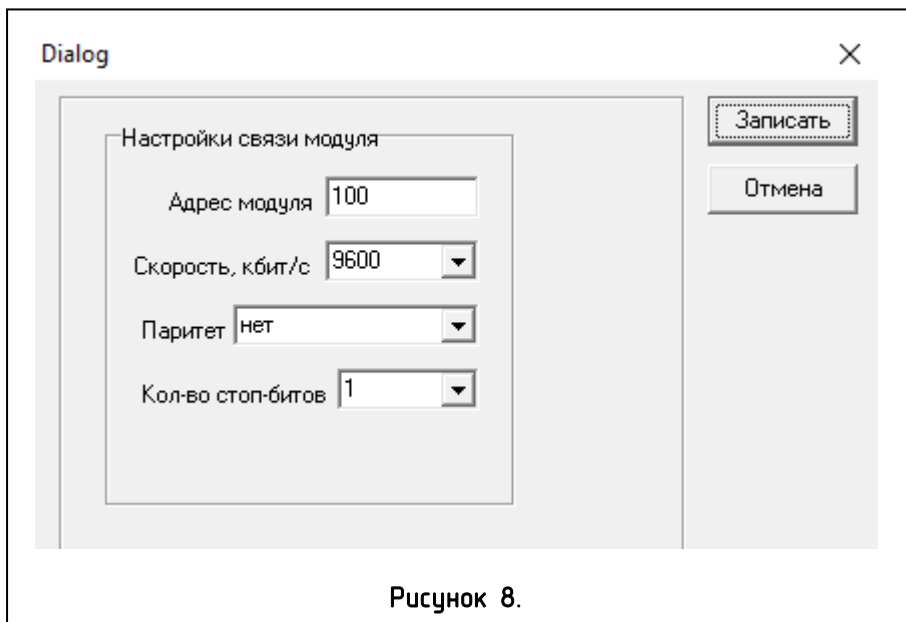 Dialog
Записать
Настройки связи модуля
Отмена
Адрес модуля 100
Скорость, кбит/с 9600
Паритет нет
Кол-во стоп-битов 1
Рисунок 8.